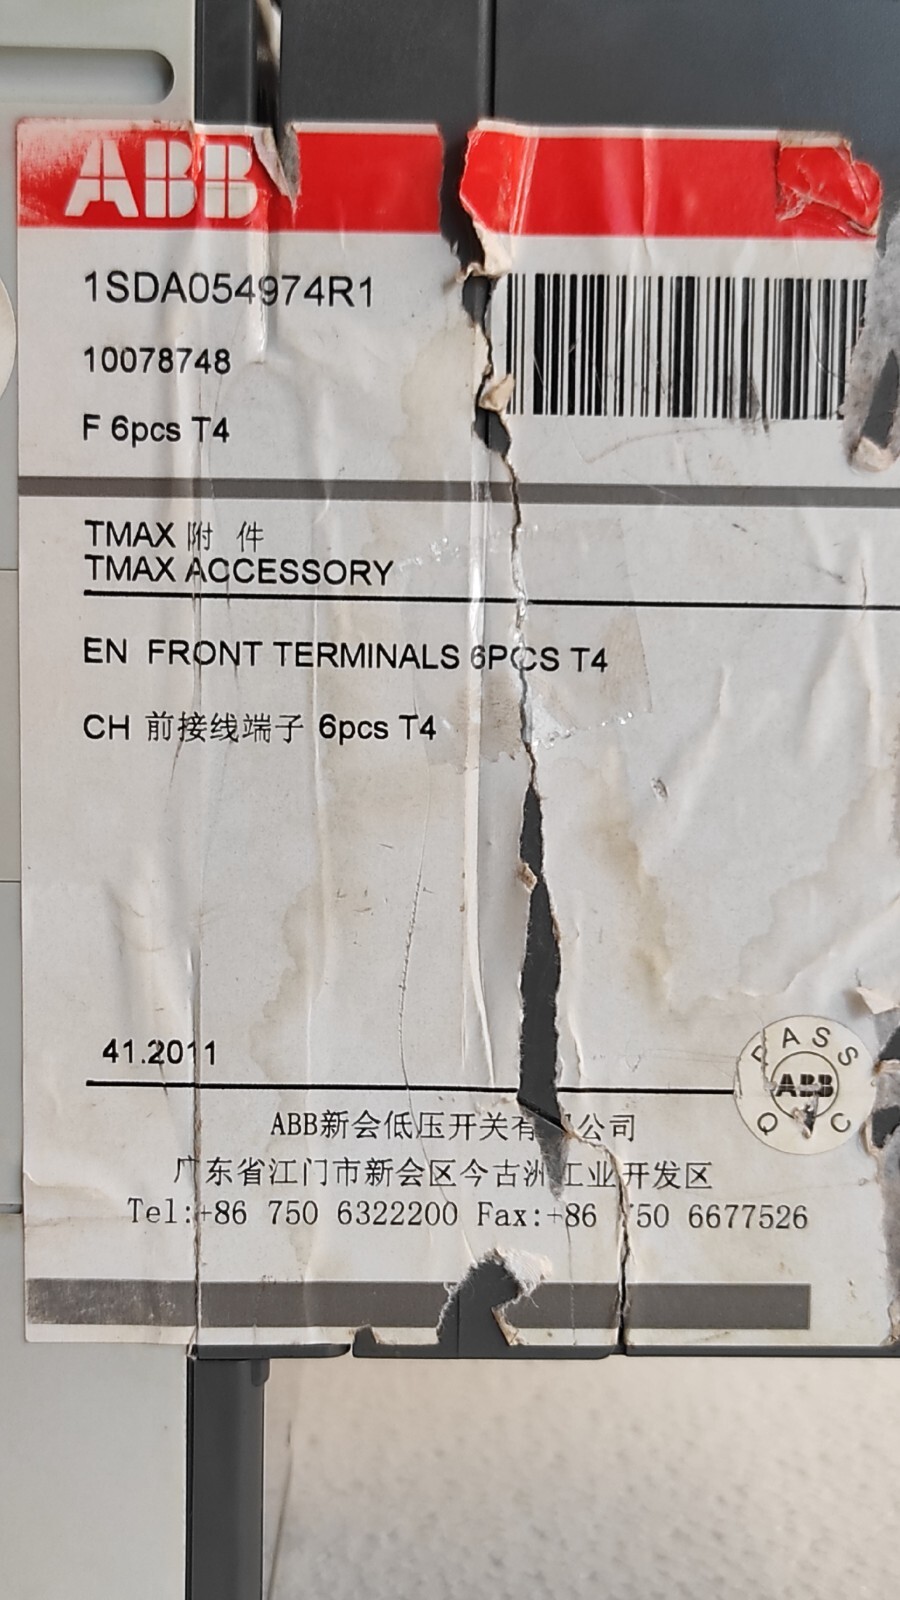 ABB
1SDA054974R1
10078748
F 6pcs T4
TMAX 附 件
TMAX ACCESSORY
EN FRONT TERMINALS 6PCS T4
CH 前接线端子 6pcs T4
41.2011
PASS
ABB
QC
ABB新会低压开关有 公司
广东省江门市新会区今古洲工业开发区
Tel:+86 750 6322200 Fax:+86 750 6677526